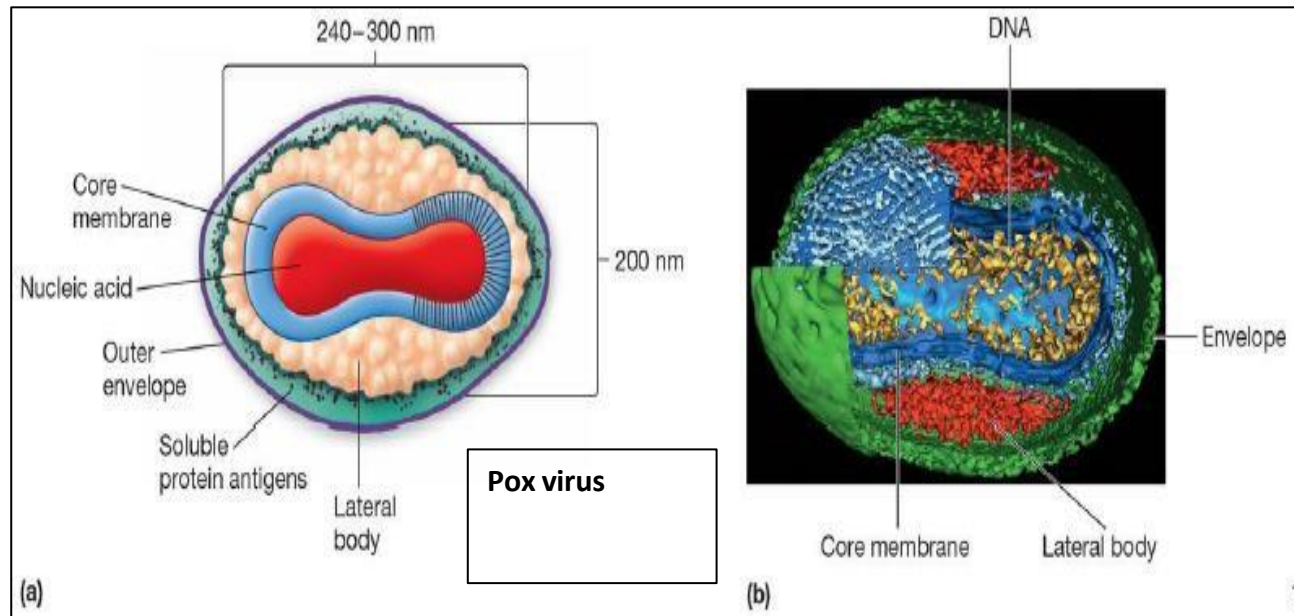 240–300 nm
Core
membrane
200 nm
Nucleic acid
Outer
envelope
Soluble
protein antigens
Lateral
body
Pox virus
(a)
DNA
Envelope
Core membrane
Lateral body
(b)